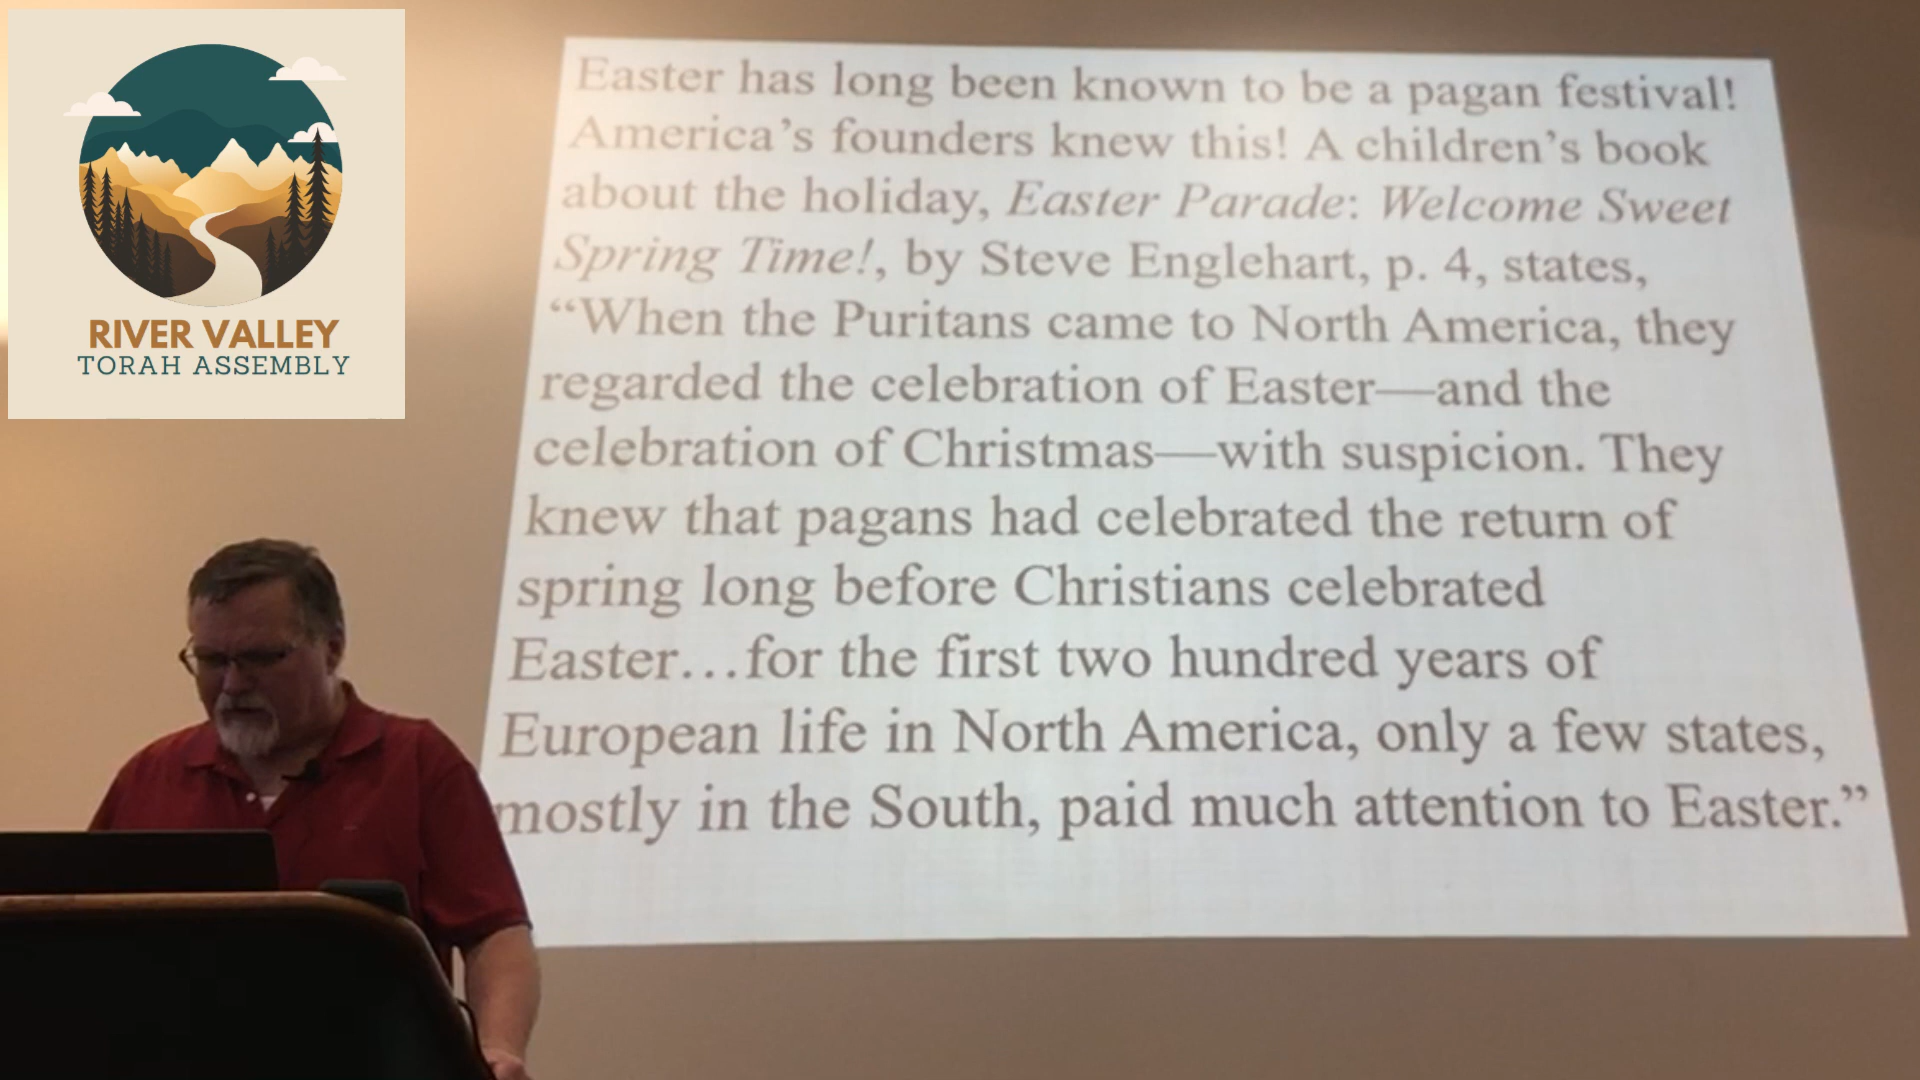 RIVER VALLEY
TORAH ASSEMBLY
Easter has long been known to be a pagan festival!
America’s founders knew this! A children’s book
about the holiday, Easter Parade: Welcome Sweet
Spring Time!, by Steve Englehart, p. 4, states,
“When the Puritans came to North America, they
regarded the celebration of Easter—and the
celebration of Christmas—with suspicion. They
knew that pagans had celebrated the return of
spring long before Christians celebrated
Easter…for the first two hundred years of
European life in North America, only a few states,
mostly in the South, paid much attention to Easter.”